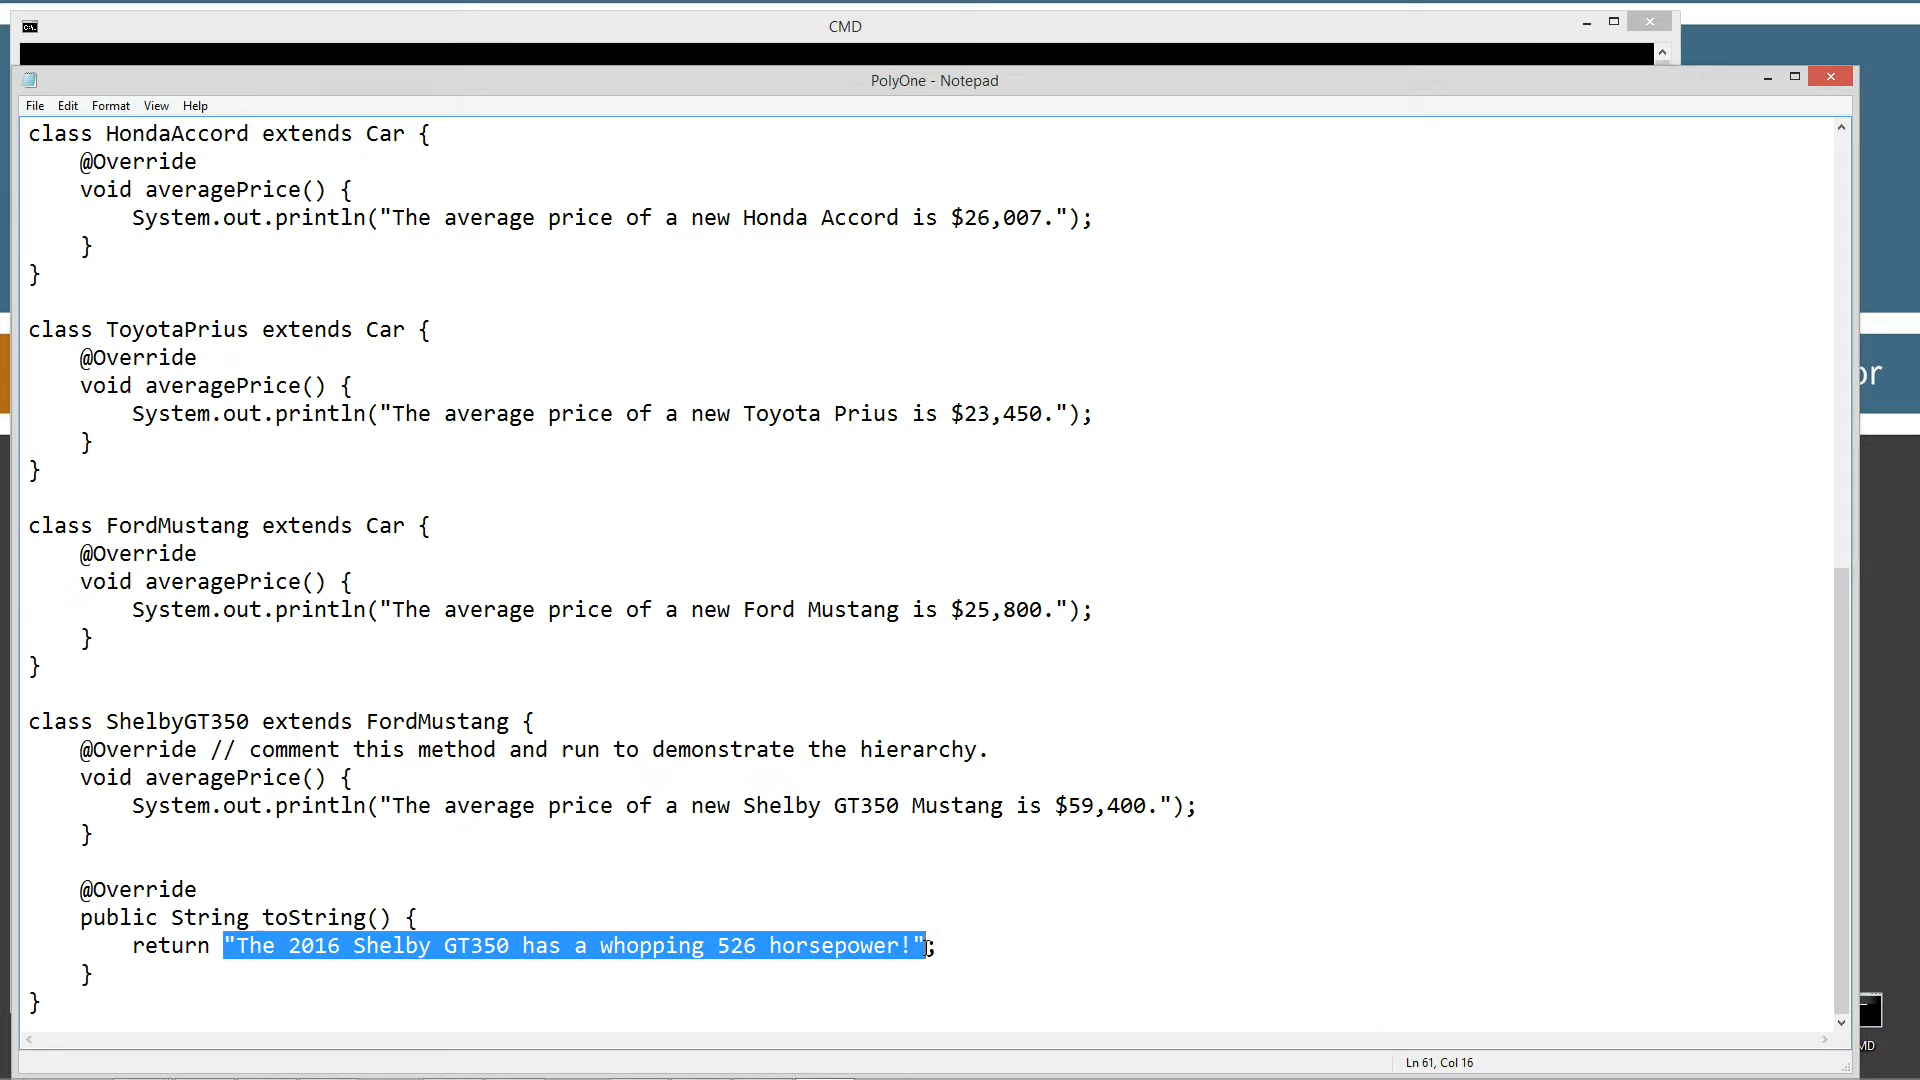 CMD
PolyOne - Notepad
File Edit Format View Help
class HondaAccord extends Car {
    @Override
    void averagePrice() {
        System.out.println("The average price of a new Honda Accord is $26,007.");
    }
}
class ToyotaPrius extends Car {
    @Override
    void averagePrice() {
        System.out.println("The average price of a new Toyota Prius is $23,450.");
    }
}
class FordMustang extends Car {
    @Override
    void averagePrice() {
        System.out.println("The average price of a new Ford Mustang is $25,800.");
    }
}
class ShelbyGT350 extends FordMustang {
    @Override // comment this method and run to demonstrate the hierarchy.
    void averagePrice() {
        System.out.println("The average price of a new Shelby GT350 Mustang is $59,400.");
    }
    @Override
    public String toString() {
        return "The 2016 Shelby GT350 has a whopping 526 horsepower!";
    }
}
Ln 61, Col 16